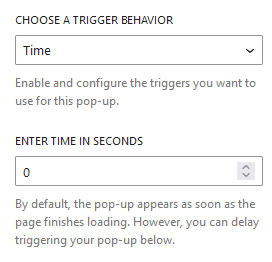 CHOOSE A TRIGGER BEHAVIOR
Time
Enable and configure the triggers you want to
use for this pop-up.
ENTER TIME IN SECONDS
0
By default, the pop-up appears as soon as the
page finishes loading. However, you can delay
triggering your pop-up below.